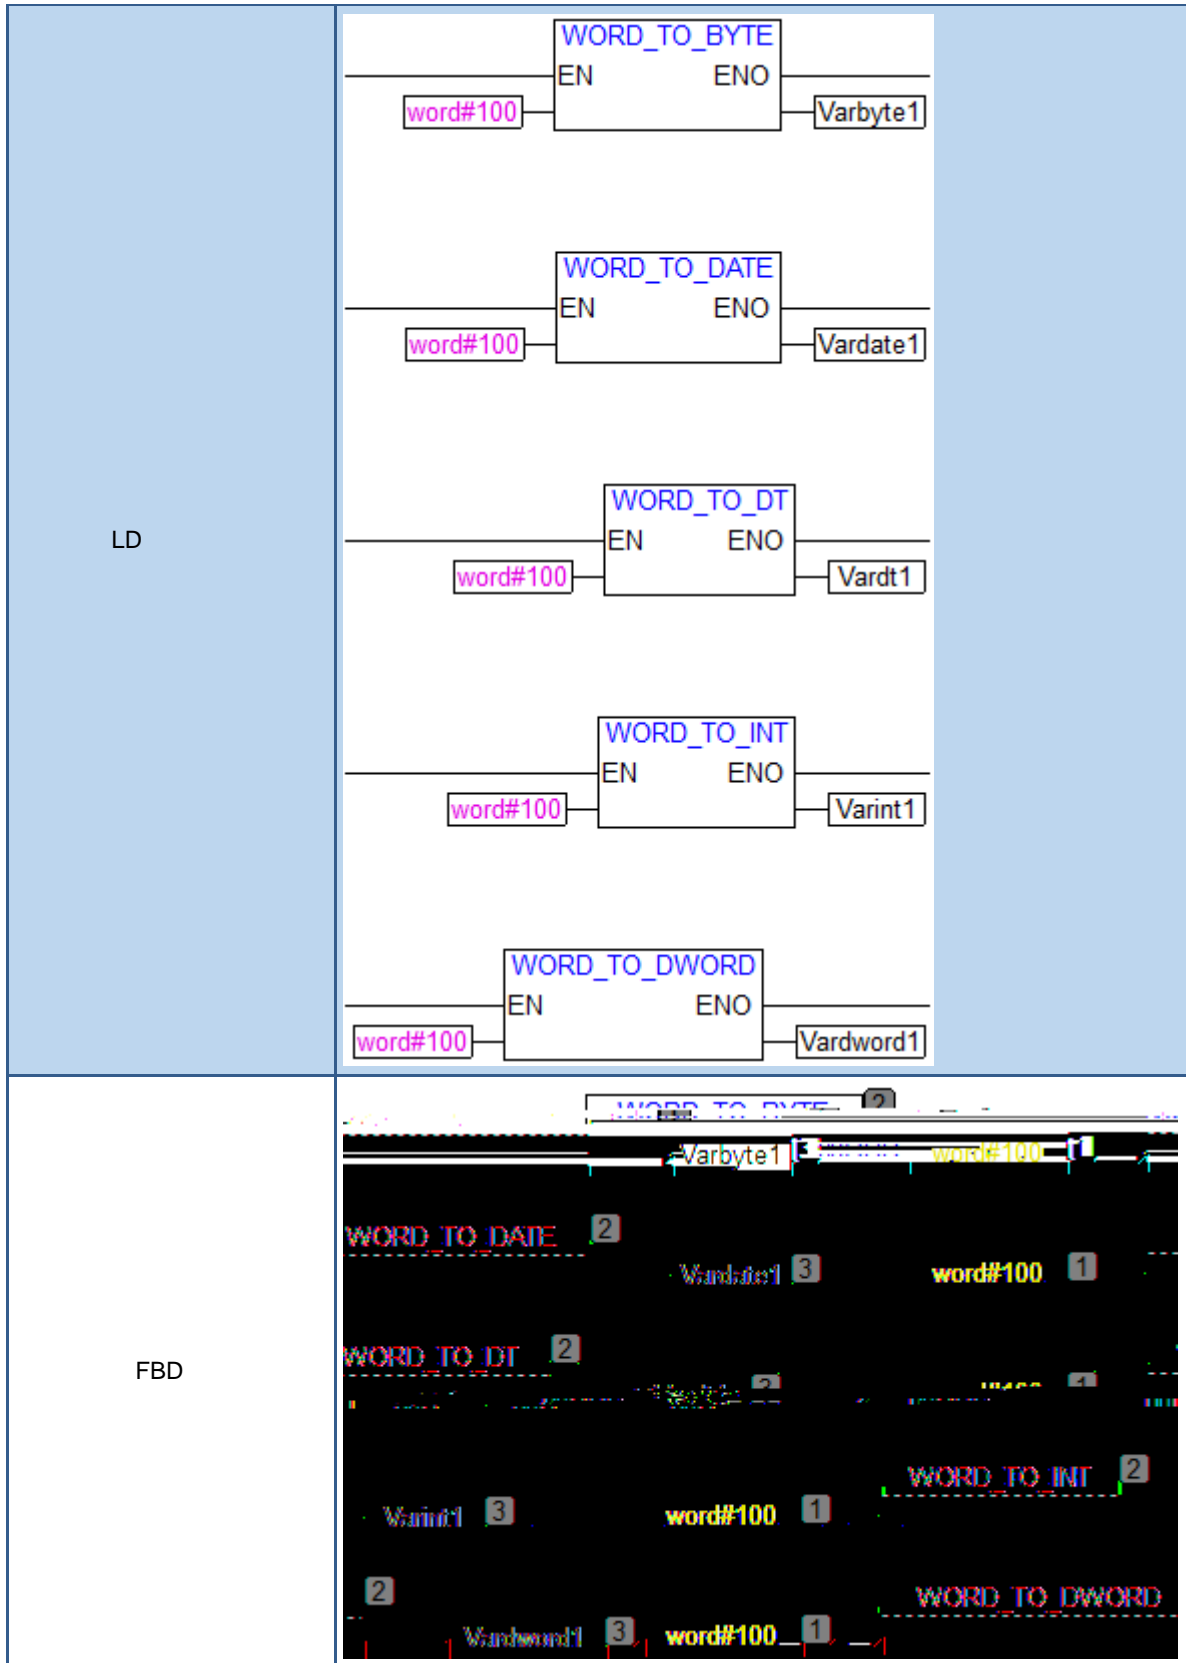 WORD_TO_BYTE
EN ENO
word#100 Varbyte1
WORD_TO_DATE
EN ENO
word#100 Vardate1
LD
WORD_TO_DT
EN ENO
word#100 Vardt1
WORD_TO_INT
EN ENO
word#100 Varint1
WORD_TO_DWORD
EN ENO
word#100 Vardword1
FBD
WORD_TO_BYTE 2
Varbyte1 3 word#100 1
WORD_TO_DATE 2
Vardate1 3 word#100 1
WORD_TO_DT 2
WORD_TO_INT 2
Varint1 3 word#100 1
2 WORD_TO_DWORD
Vardword1 3 word#100 1